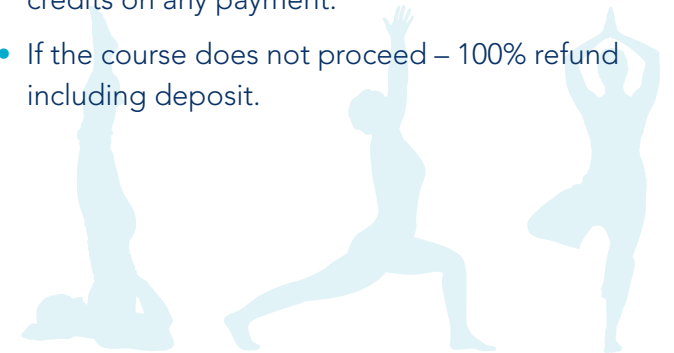 credits on any payment.
• If the course does not proceed – 100% refund
including deposit.